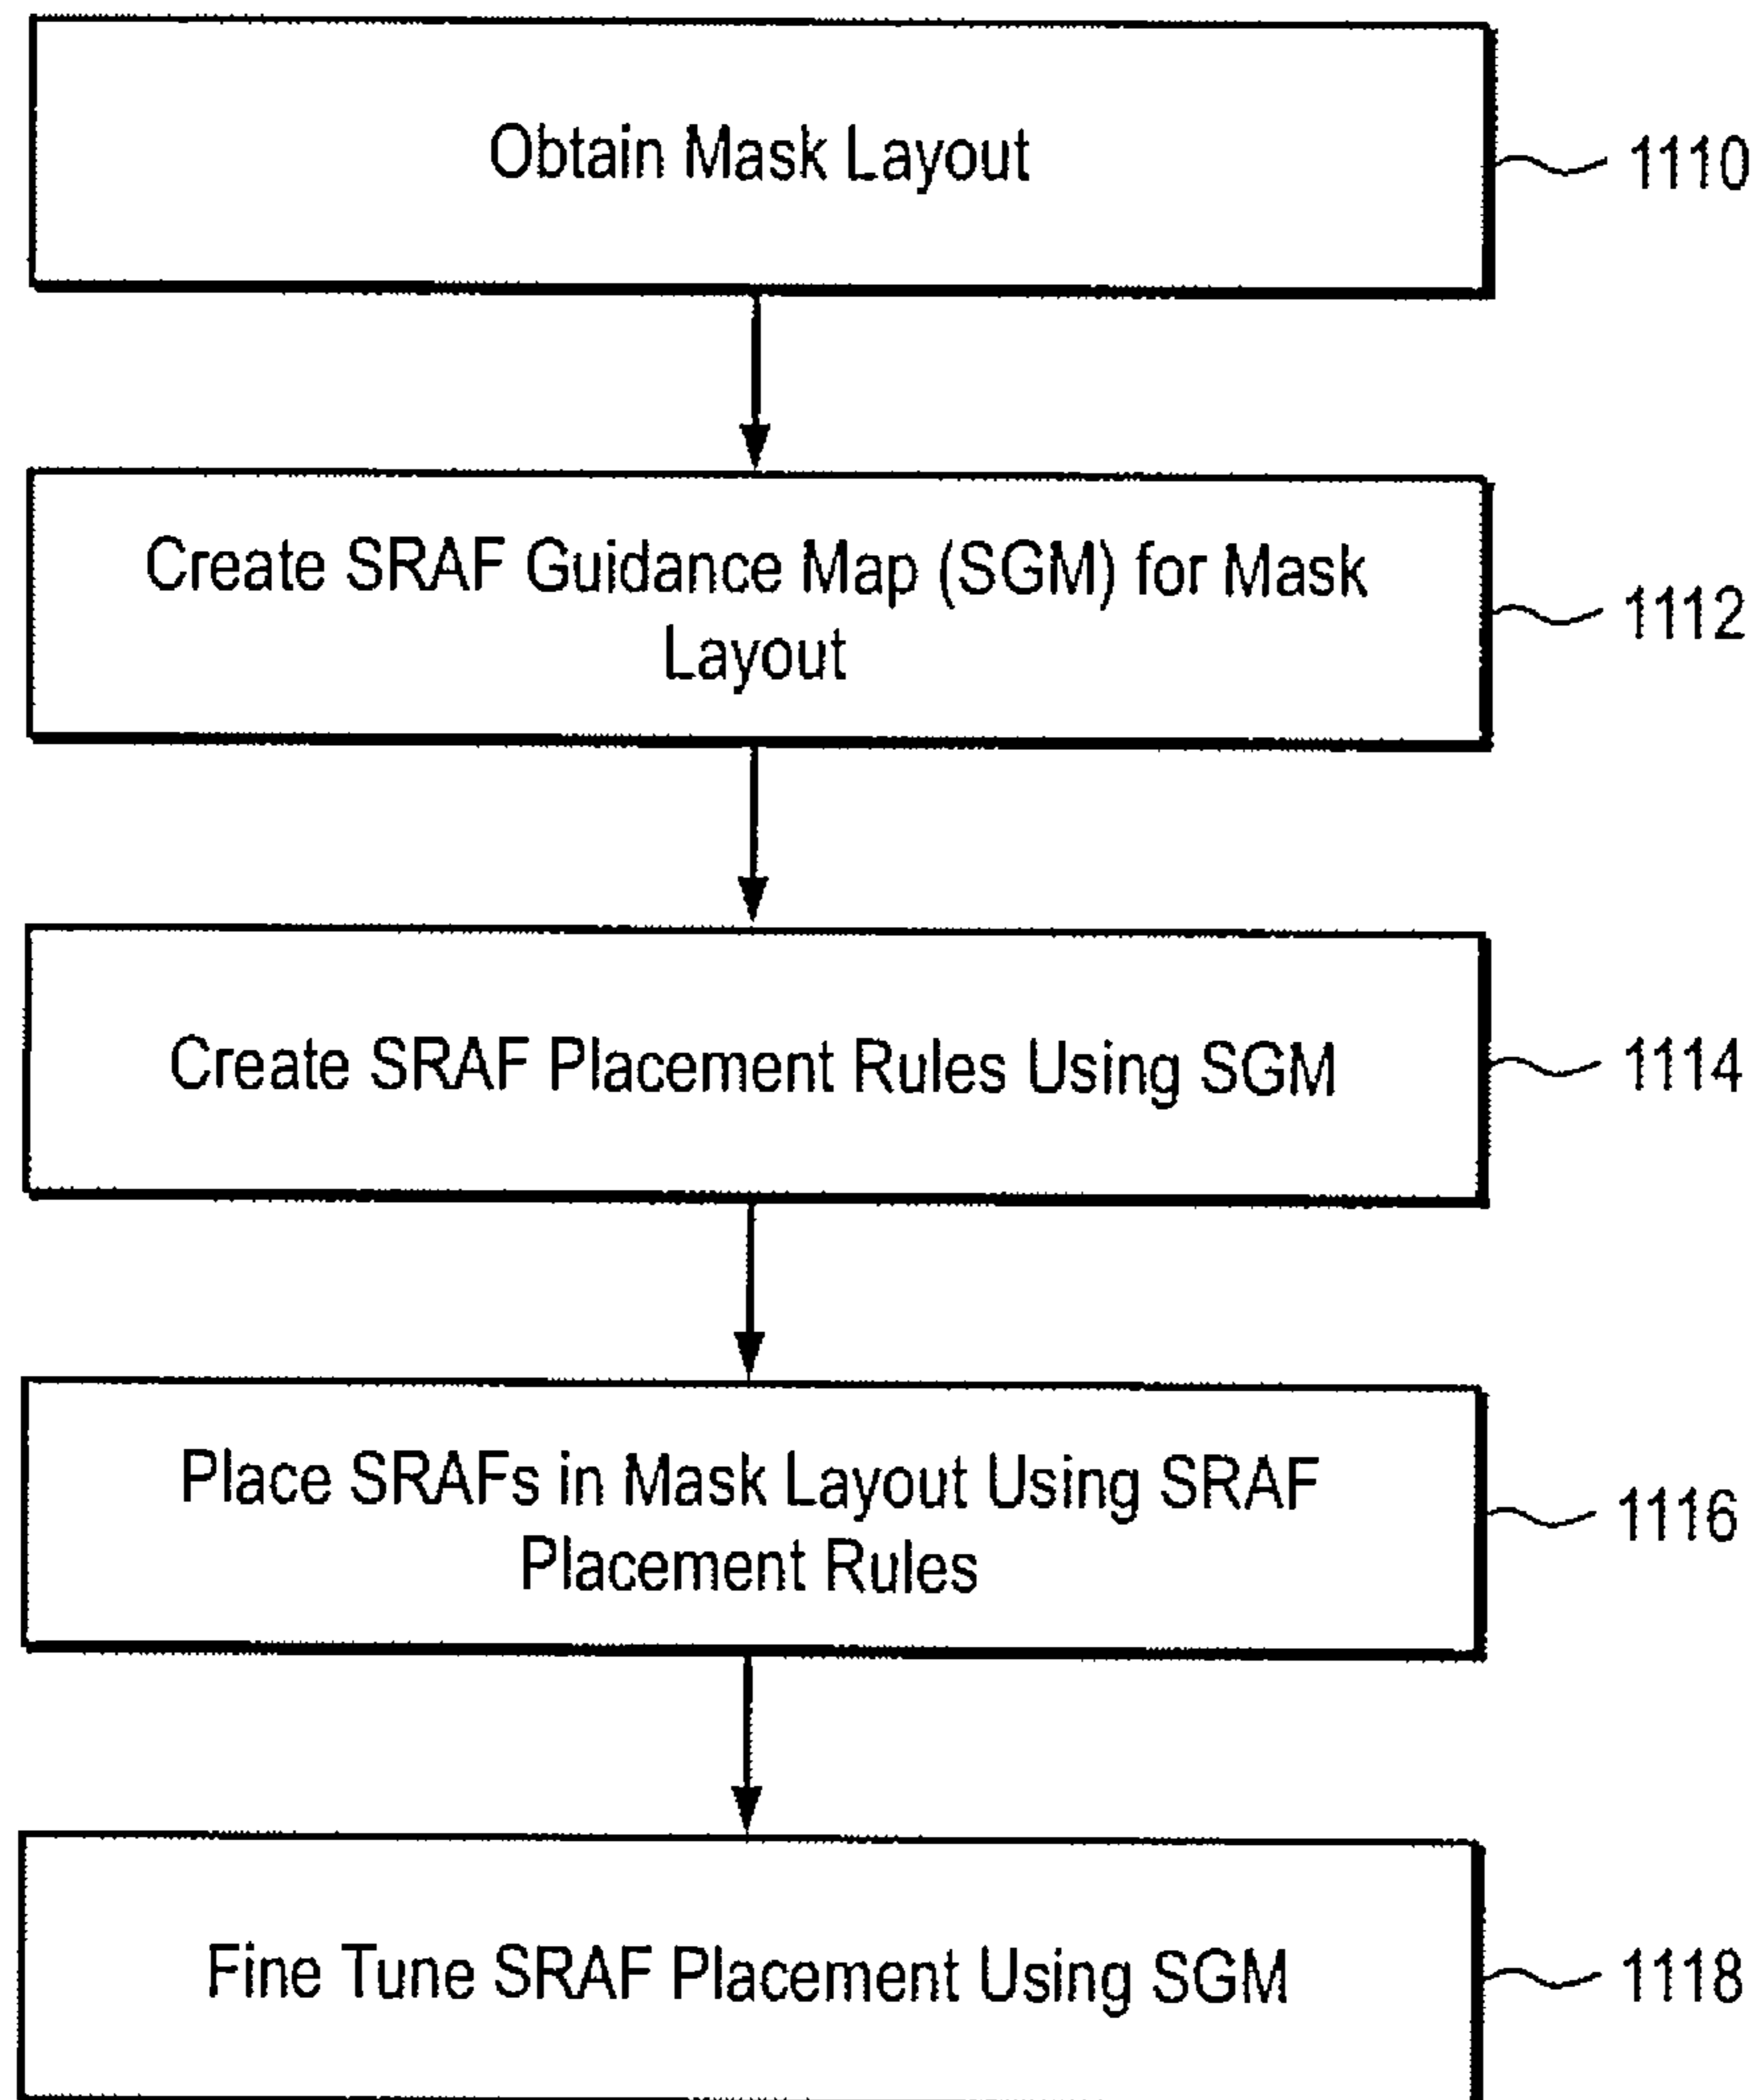 Obtain Mask Layout
1110
Create SRAF Guidance Map (SGM) for Mask
Layout
1112
Create SRAF Placement Rules Using SGM
1114
Place SRAFs in Mask Layout Using SRAF
Placement Rules
1116
Fine Tune SRAF Placement Using SGM
1118